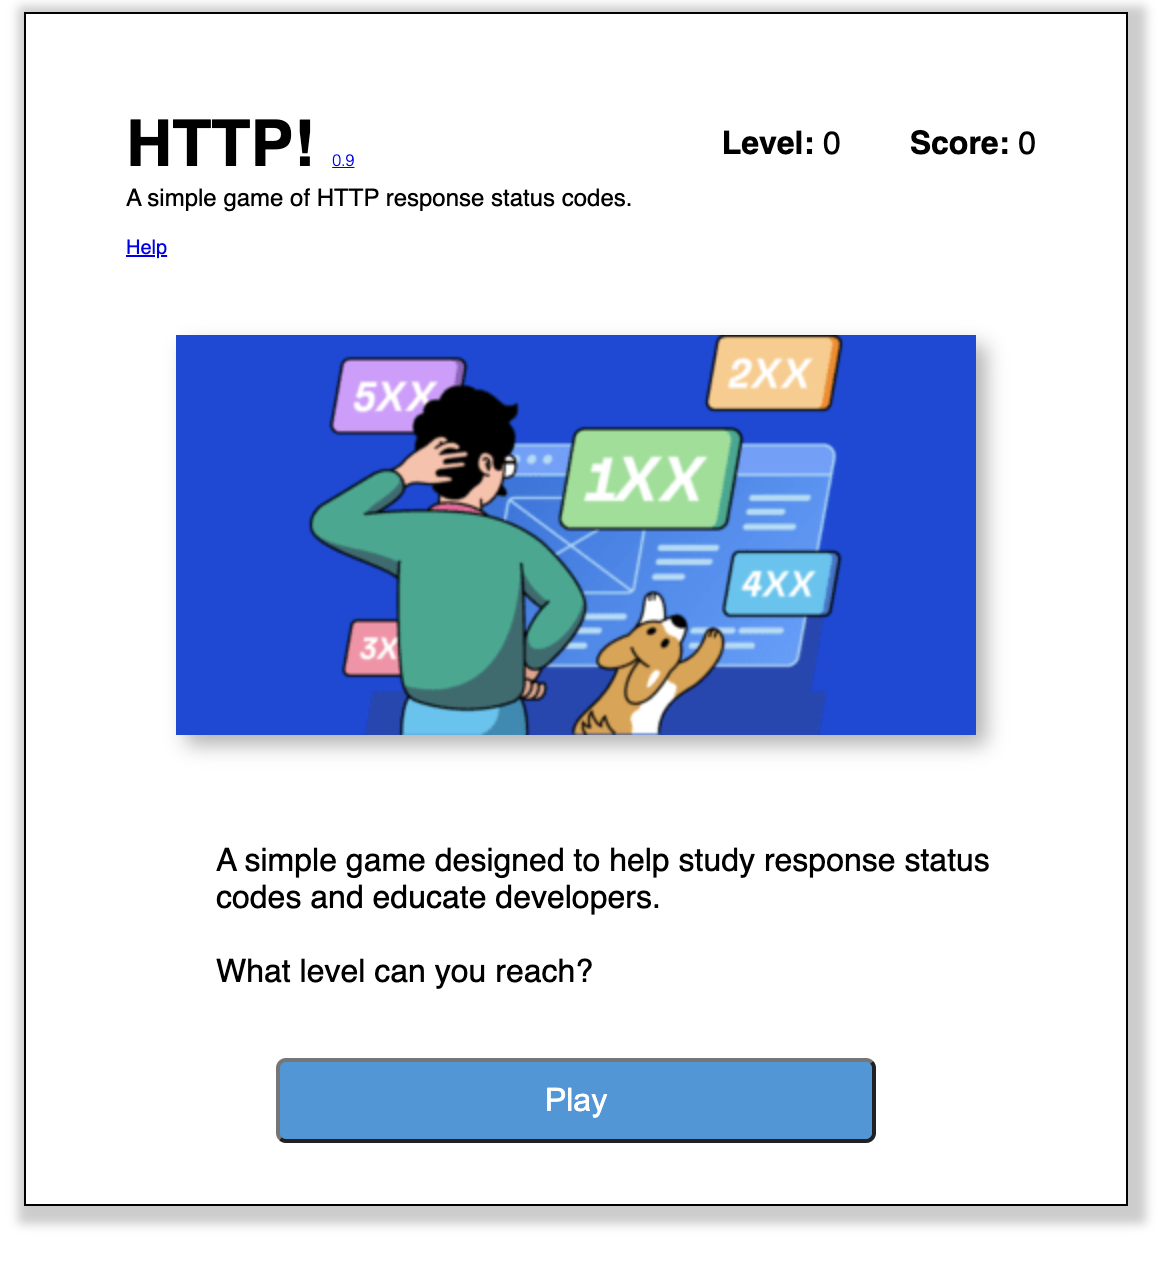 HTTP! 0.9
Level: 0
Score: 0
A simple game of HTTP response status codes.
Help
5XX
2XX
1XX
4XX
3X
A simple game designed to help study response status
codes and educate developers.
What level can you reach?
Play